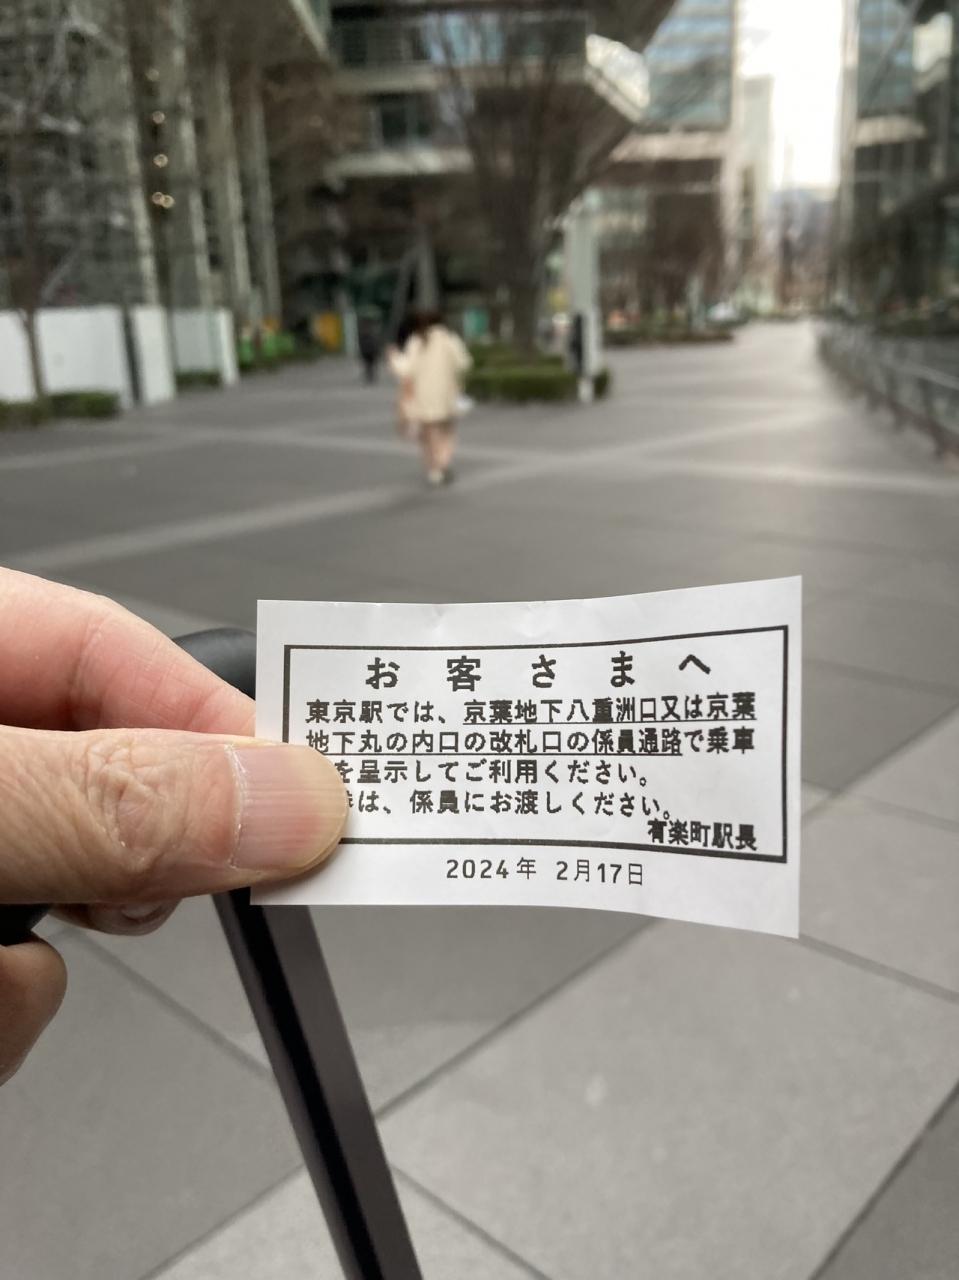 お客さまへ
東京駅では、京葉地下八重洲口又は京葉
地下丸の内口の改札口の係員通路で乗車
を呈示してご利用ください。
は、係員にお渡しください。
有楽町駅長
2024年 2月17日